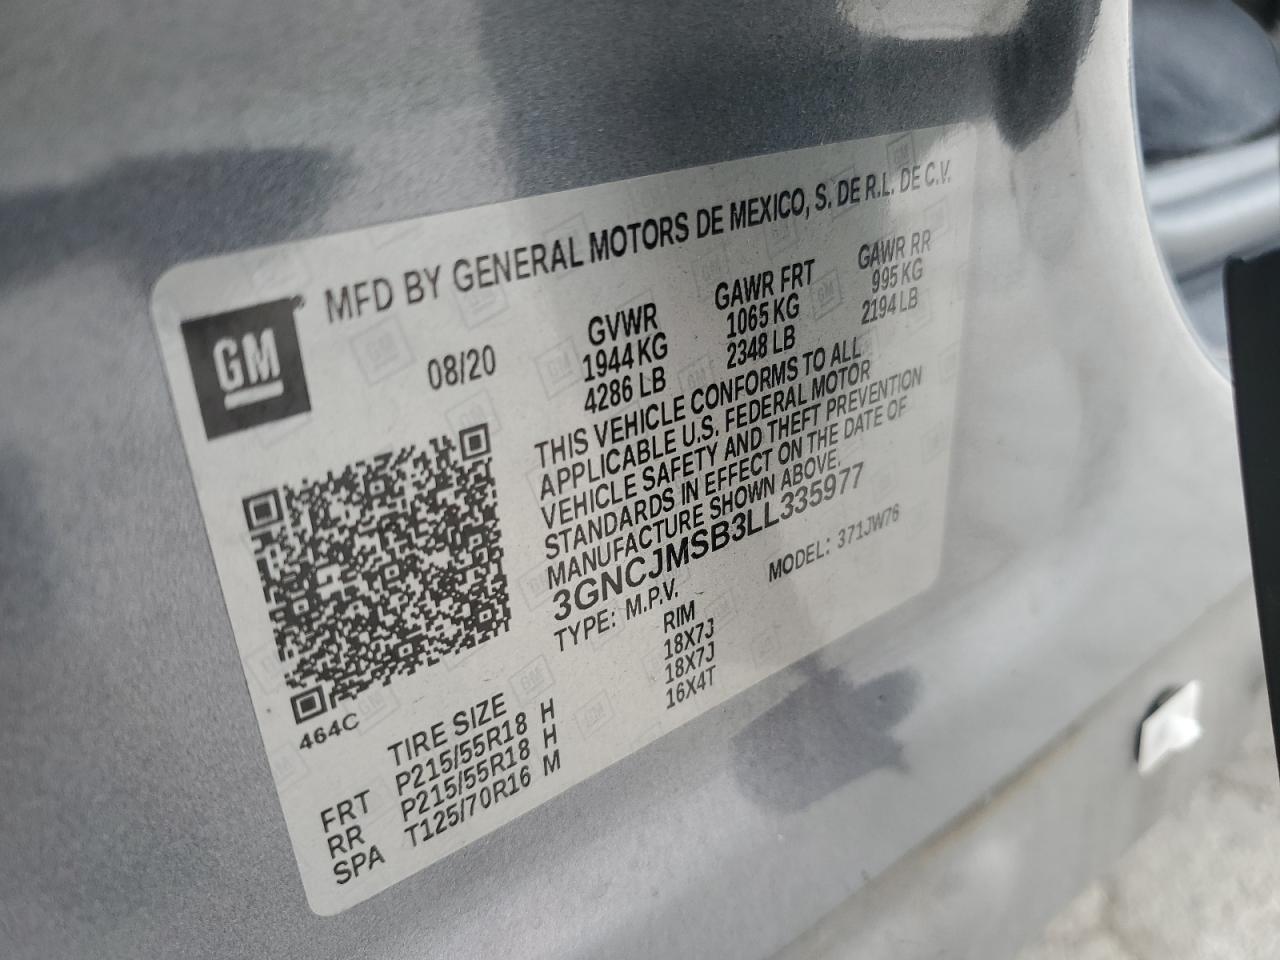 MFD BY GENERAL MOTORS DE MEXICO, S. DE R.L. DE C.V.
GM
08/20
GVWR GAWR FRT GAWR RR
1944 KG 1065 KG 995 KG
4286 LB 2348 LB 2194 LB
THIS VEHICLE CONFORMS TO ALL
APPLICABLE U.S. FEDERAL MOTOR
VEHICLE SAFETY AND THEFT PREVENTION
STANDARDS IN EFFECT ON THE DATE OF
MANUFACTURE SHOWN ABOVE.
3GNCJMSB3LL335977
TYPE: M.P.V. MODEL: 371JW76
464C
TIRE SIZE RIM
FRT P215/55R18 H 18X7J
RR P215/55R18 H 18X7J
SPA T125/70R16 M 16X4T